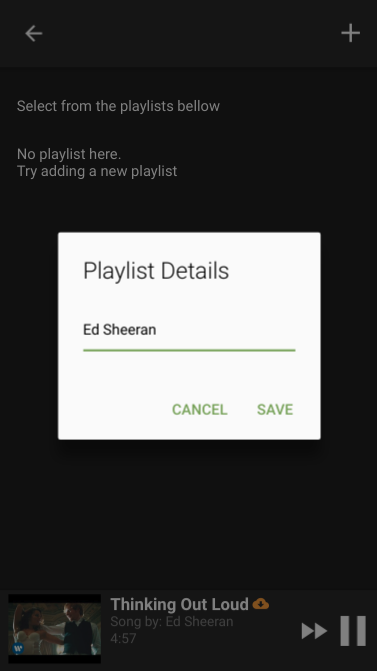 Select from the playlists bellow
No playlist here.
Try adding a new playlist
Playlist Details
Ed Sheeran
CANCEL
SAVE
Thinking Out Loud
Song by: Ed Sheeran
4:57